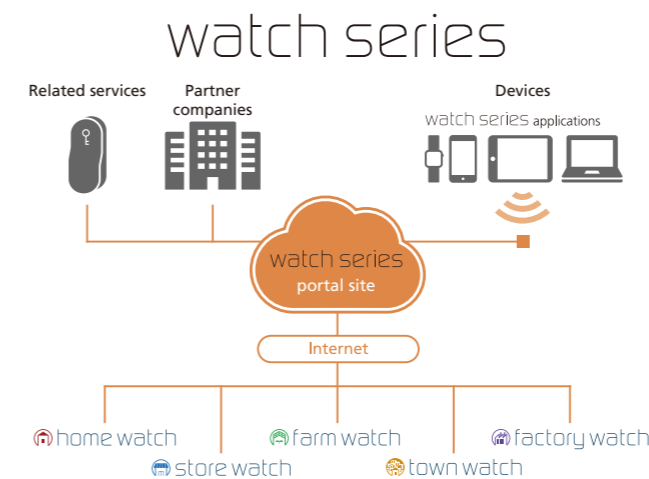 watch series
Related services
Partner
companies
Devices
watch series applications
watch series
portal site
Internet
home watch
farm watch
factory watch
store watch
town watch